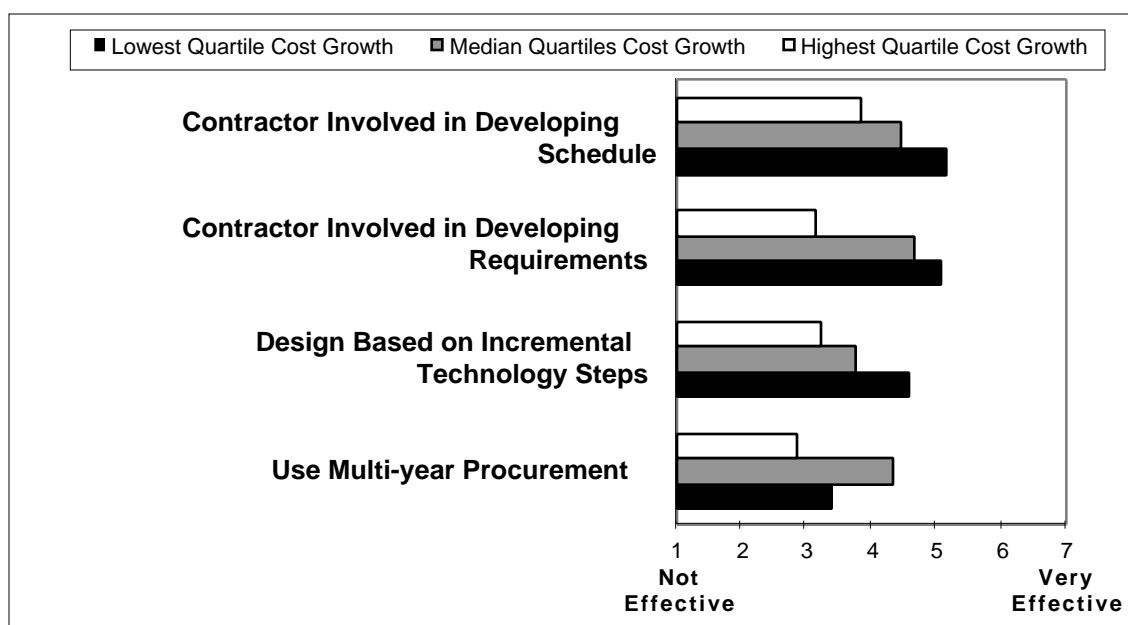 Lowest Quartile Cost Growth Median Quartiles Cost Growth Highest Quartile Cost Growth
Contractor Involved in Developing
Schedule
Contractor Involved in Developing
Requirements
Design Based on Incremental
Technology Steps
Use Multi-year Procurement
1 2 3 4 5 6 7
Not Very
Effective Effective